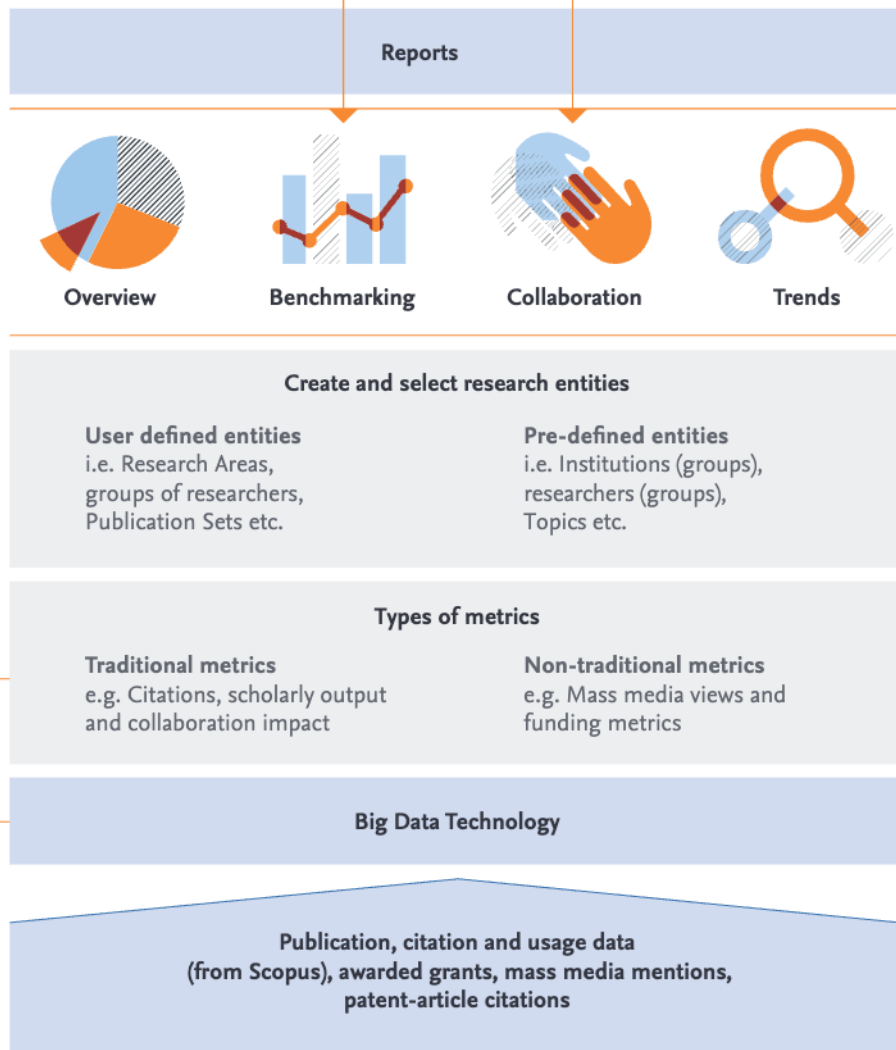 Reports
Overview
Benchmarking
Collaboration
Trends
Create and select research entities
User defined entities
i.e. Research Areas,
groups of researchers,
Publication Sets etc.
Pre-defined entities
i.e. Institutions (groups),
researchers (groups),
Topics etc.
Types of metrics
Traditional metrics
e.g. Citations, scholarly output
and collaboration impact
Non-traditional metrics
e.g. Mass media views and
funding metrics
Big Data Technology
Publication, citation and usage data
(from Scopus), awarded grants, mass media mentions,
patent-article citations